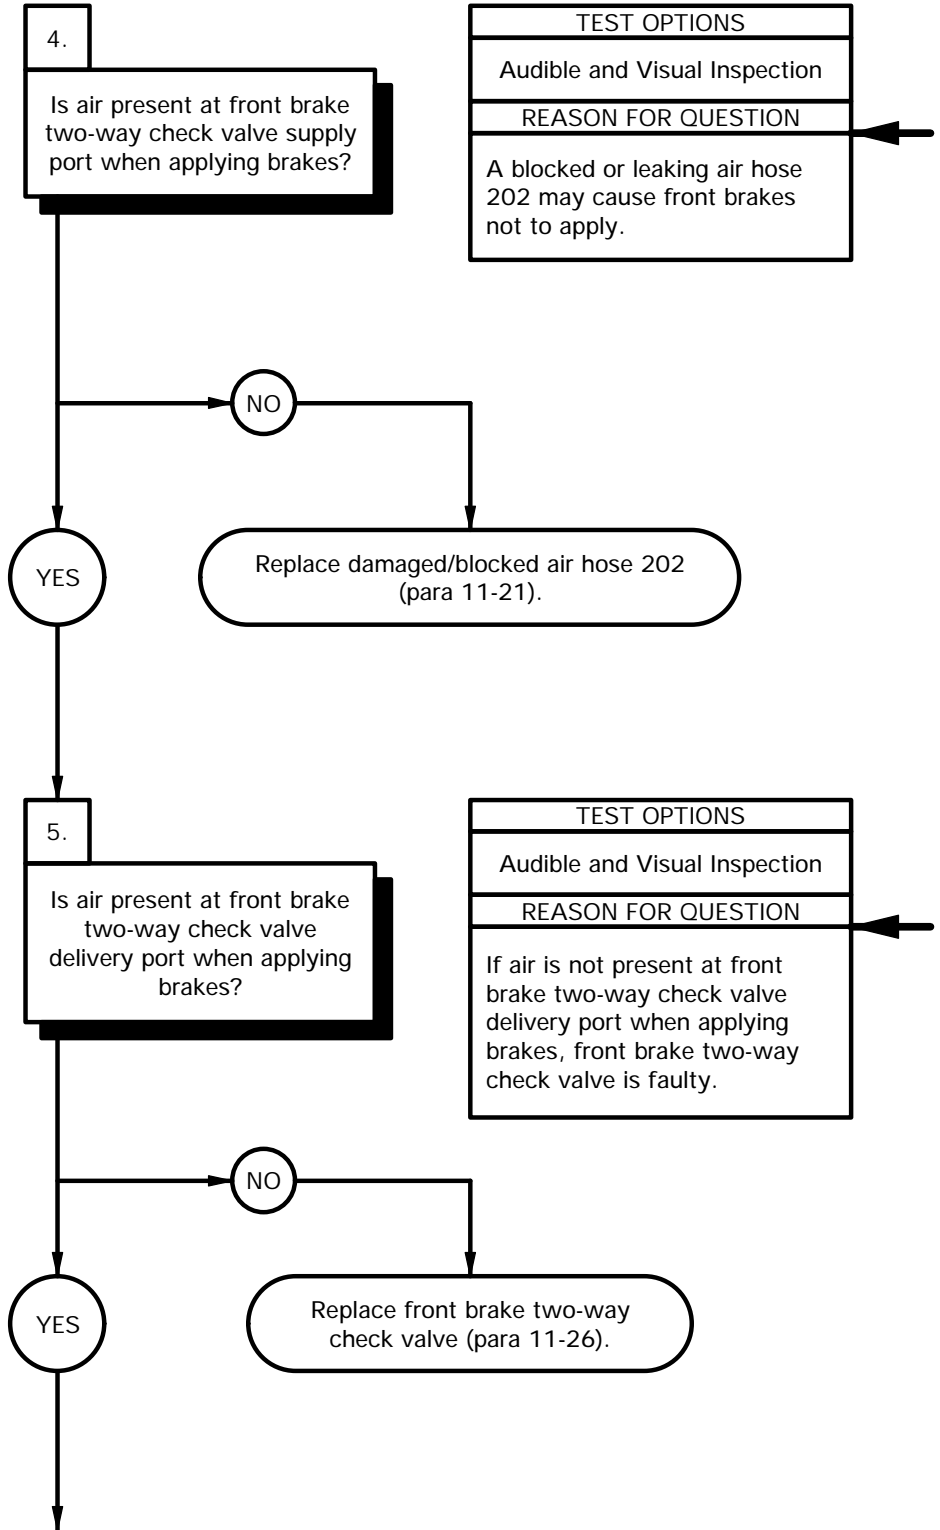 4.
Is air present at front brake
two-way check valve supply
port when applying brakes?
TEST OPTIONS
Audible and Visual Inspection
REASON FOR QUESTION
A blocked or leaking air hose
202 may cause front brakes
not to apply.
NO
YES
Replace damaged/blocked air hose 202
(para 11-21).
5.
Is air present at front brake
two-way check valve
delivery port when applying
brakes?
TEST OPTIONS
Audible and Visual Inspection
REASON FOR QUESTION
If air is not present at front
brake two-way check valve
delivery port when applying
brakes, front brake two-way
check valve is faulty.
NO
YES
Replace front brake two-way
check valve (para 11-26).